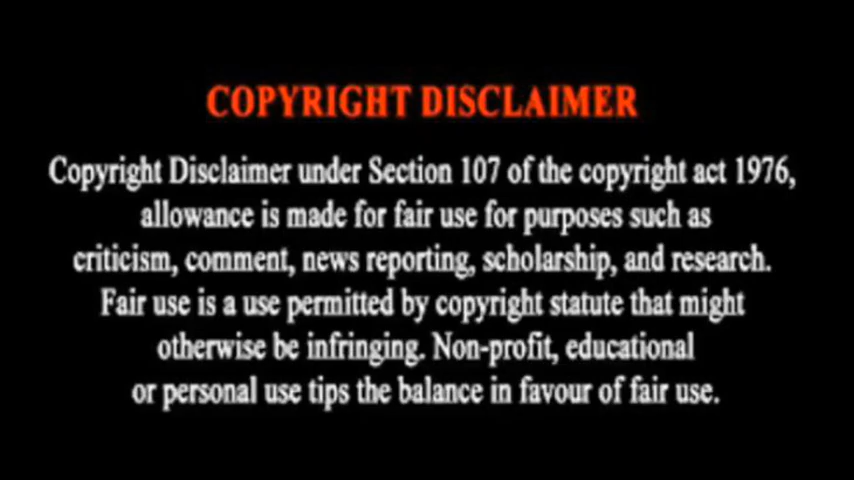 COPYRIGHT DISCLAIMER
Copyright Disclaimer under Section 107 of the copyright act 1976,
allowance is made for fair use for purposes such as
criticism, comment, news reporting, scholarship, and research.
Fair use is a use permitted by copyright statute that might
otherwise be infringing. Non-profit, educational
or personal use tips the balance in favour of fair use.